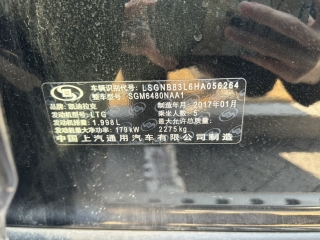 车辆识别代号: LSGNB83L6HA056264
整车型号: SGM6480NAA1
品牌: 凯迪拉克 制造年月: 2017年01月
发动机型号: LTG 乘坐人数: 5
发动机排量: 1.998L 最大允许总质量:
发动机最大净功率: 179kW 2275kg
中国上汽通用汽车有限公司制造